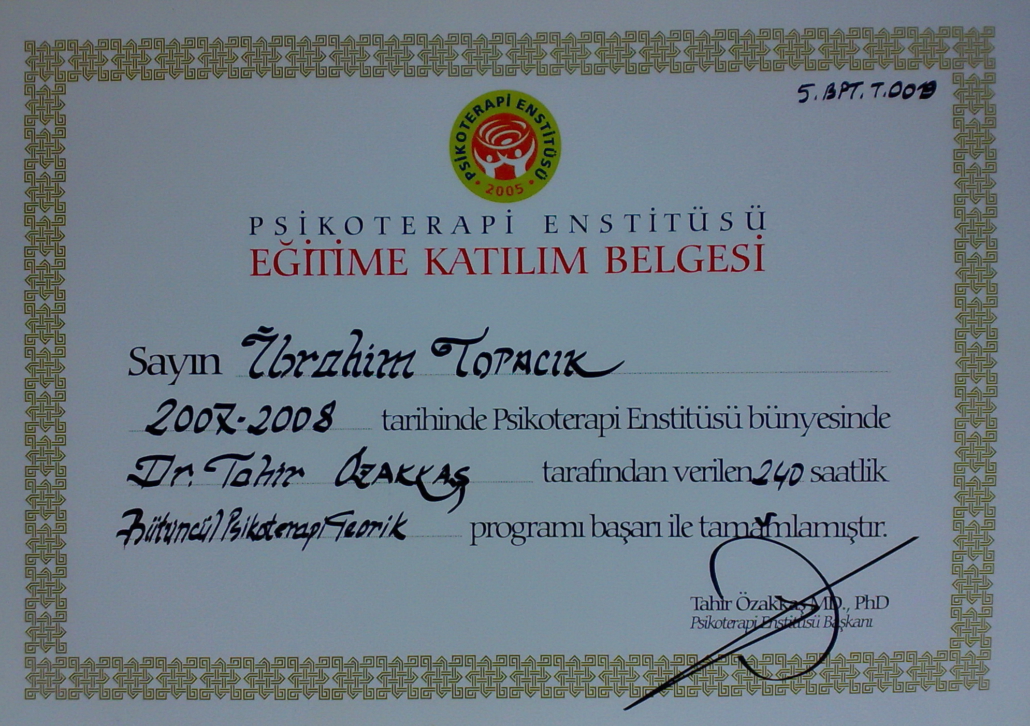 5. BPT. T. 0019
PSİKOTERAPİ ENSTİTÜSÜ
• 2005 •
PSİKOTERAPİ ENSTİTÜSÜ
EĞİTİME KATILIM BELGESİ
Sayın İbrahim TOPACIK
2007-2008 tarihinde Psikoterapi Enstitüsü bünyesinde
Dr. Tahir ÖZAKKAŞ tarafından verilen 240 saatlik
Bütüncül Psikoterapi Teorik programı başarı ile tamamlamıştır.
Tahir Özakkaş MD., PhD
Psikoterapi Enstitüsü Başkanı